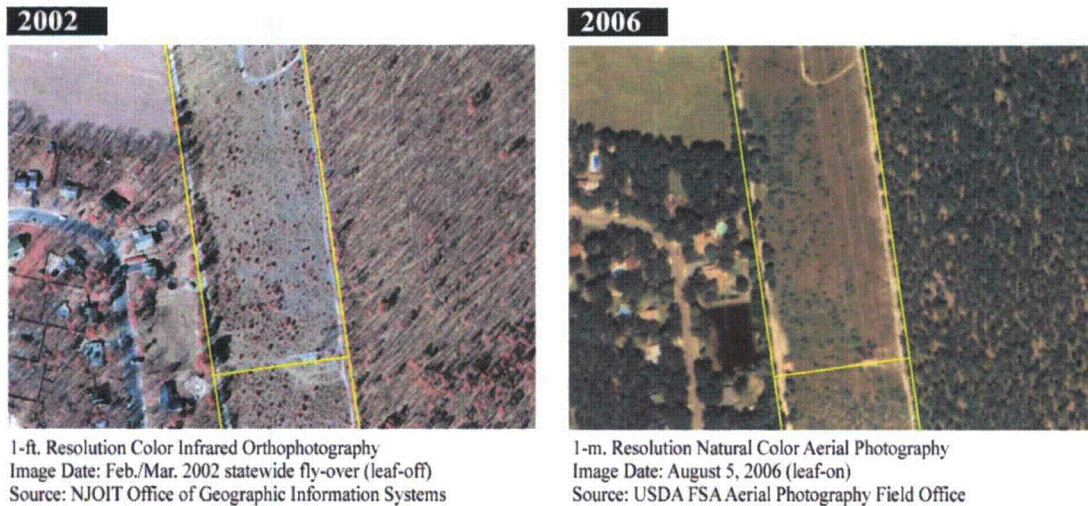 2002
2006
1-ft. Resolution Color Infrared Orthophotography
Image Date: Feb./Mar. 2002 statewide fly-over (leaf-off)
Source: NJOIT Office of Geographic Information Systems
1-m. Resolution Natural Color Aerial Photography
Image Date: August 5, 2006 (leaf-on)
Source: USDA FSA Aerial Photography Field Office